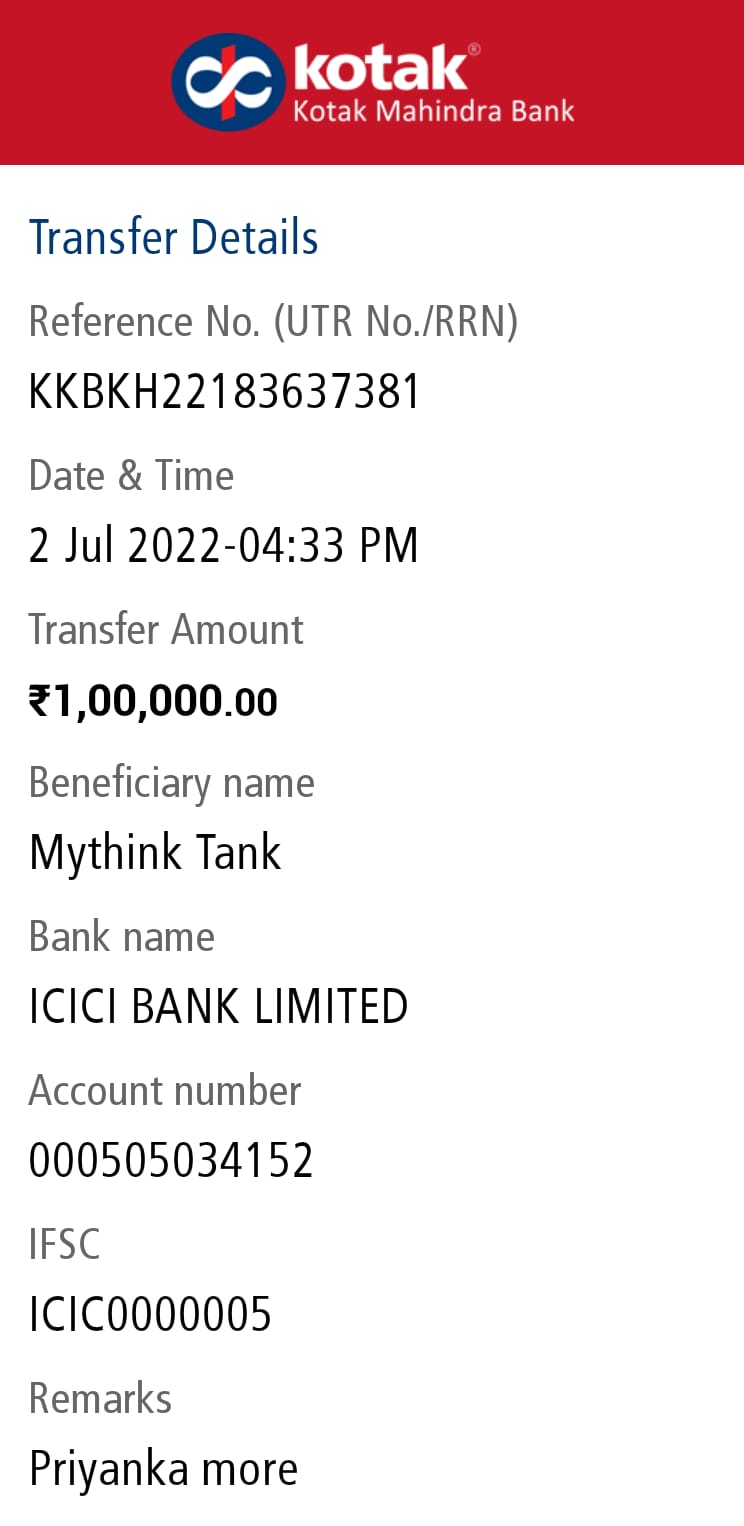 kotak®
Kotak Mahindra Bank
Transfer Details
Reference No. (UTR No./RRN)
KKBKH22183637381
Date & Time
2 Jul 2022-04:33 PM
Transfer Amount
₹1,00,000.00
Beneficiary name
Mythink Tank
Bank name
ICICI BANK LIMITED
Account number
000505034152
IFSC
ICIC0000005
Remarks
Priyanka more